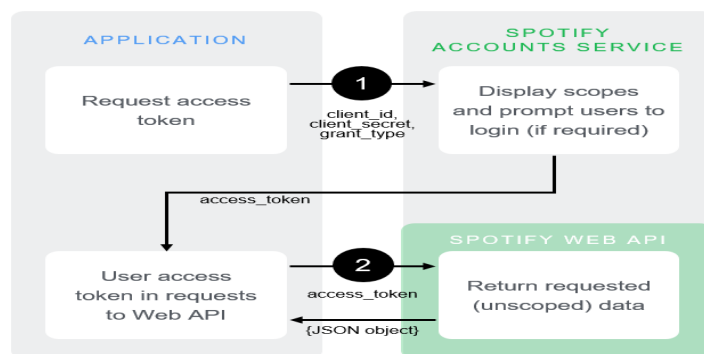 APPLICATION
SPOTIFY
ACCOUNTS SERVICE
Request access
token
1
client_id,
client_secret,
grant_type
Display scopes
and prompt users to
login (if required)
access_token
User access
token in requests
to Web API
2
access_token
{JSON object}
SPOTIFY WEB API
Return requested
(unscoped) data